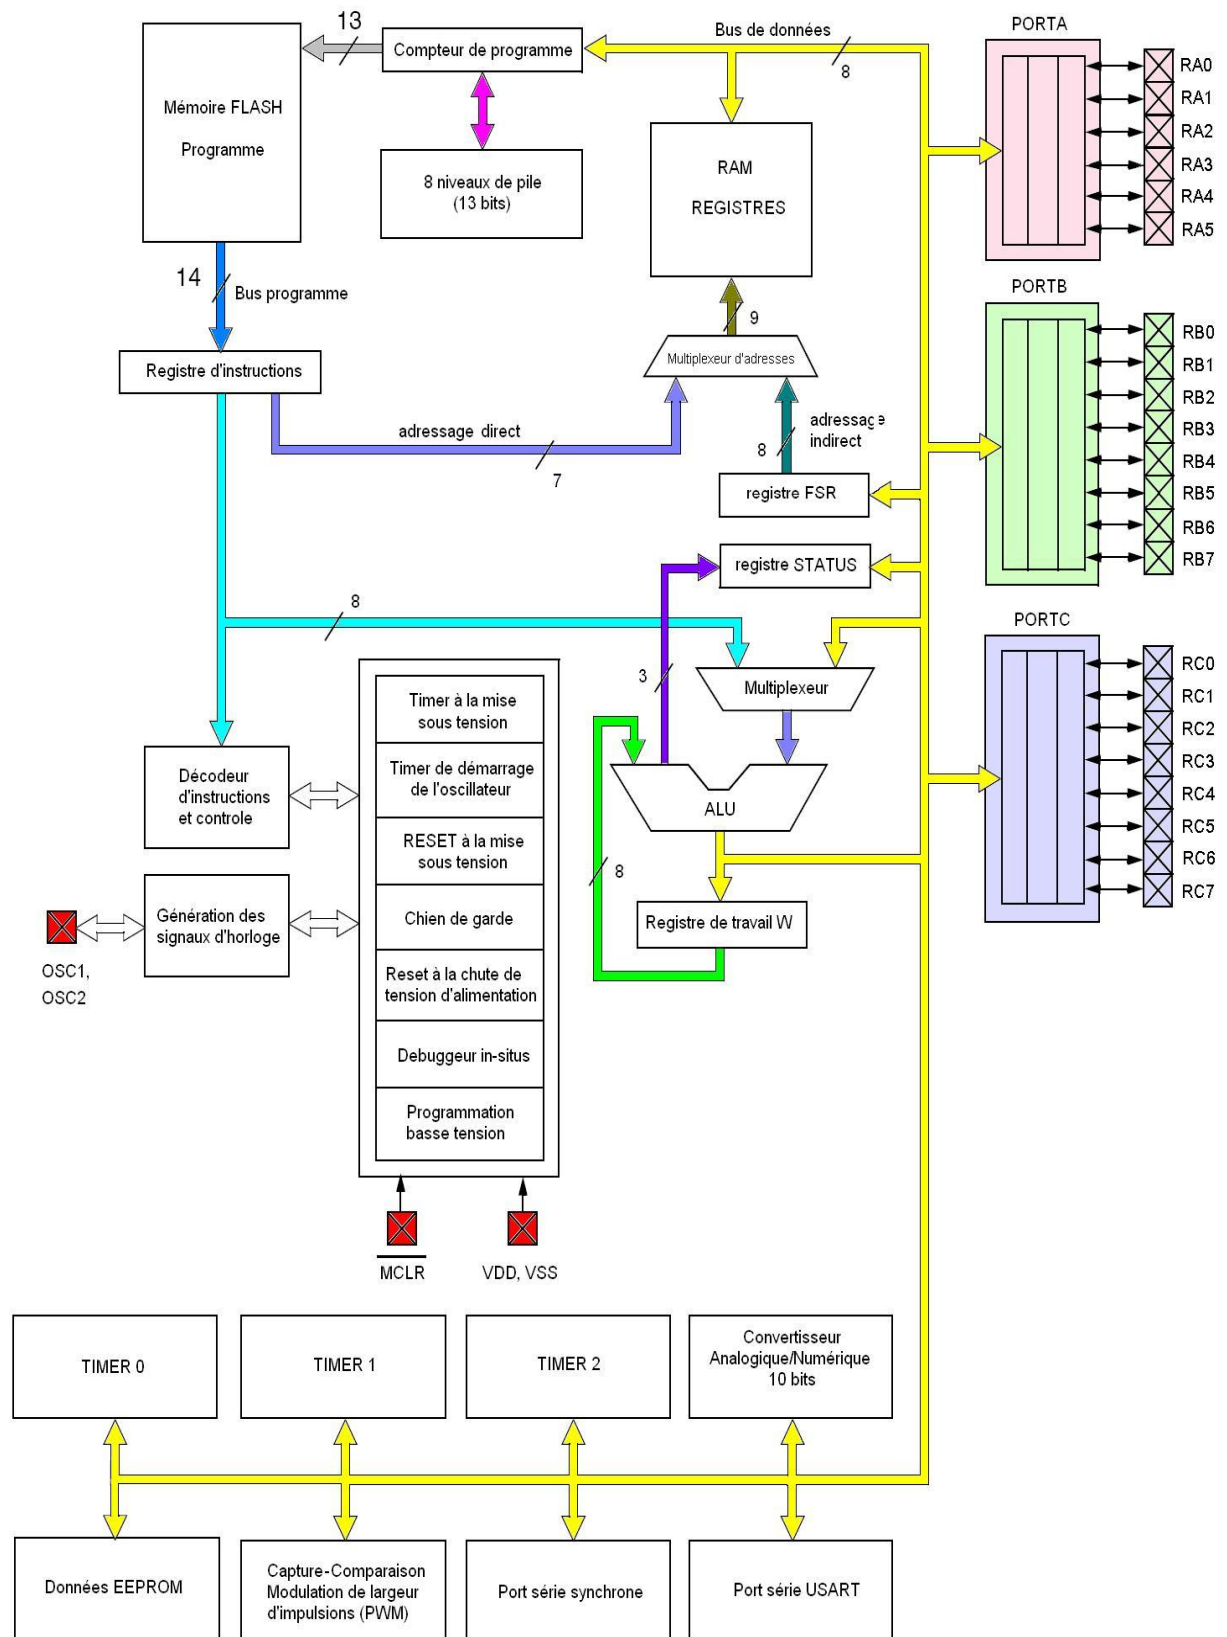 13
Compteur de programme
Bus de données
8
Mémoire FLASH
Programme
8 niveaux de pile
(13 bits)
RAM
REGISTRES
14
Bus programme
9
Multiplexeur d'adresses
Registre d'instructions
adressage direct
7
adressage
indirect
8
registre FSR
registre STATUS
8
3
Multiplexeur
ALU
8
Registre de travail W
Décodeur
d'instructions
et controle
Génération des
signaux d'horloge
OSC1,
OSC2
Timer à la mise
sous tension
Timer de démarrage
de l'oscillateur
RESET à la mise
sous tension
Chien de garde
Reset à la chute de
tension d'alimentation
Debuggeur in-situs
Programmation
basse tension
MCLR
VDD, VSS
PORTA
RA0
RA1
RA2
RA3
RA4
RA5
PORTB
RB0
RB1
RB2
RB3
RB4
RB5
RB6
RB7
PORTC
RC0
RC1
RC2
RC3
RC4
RC5
RC6
RC7
TIMER 0
TIMER 1
TIMER 2
Convertisseur
Analogique/Numérique
10 bits
Données EEPROM
Capture-Comparaison
Modulation de largeur
d'impulsions (PWM)
Port série synchrone
Port série USART